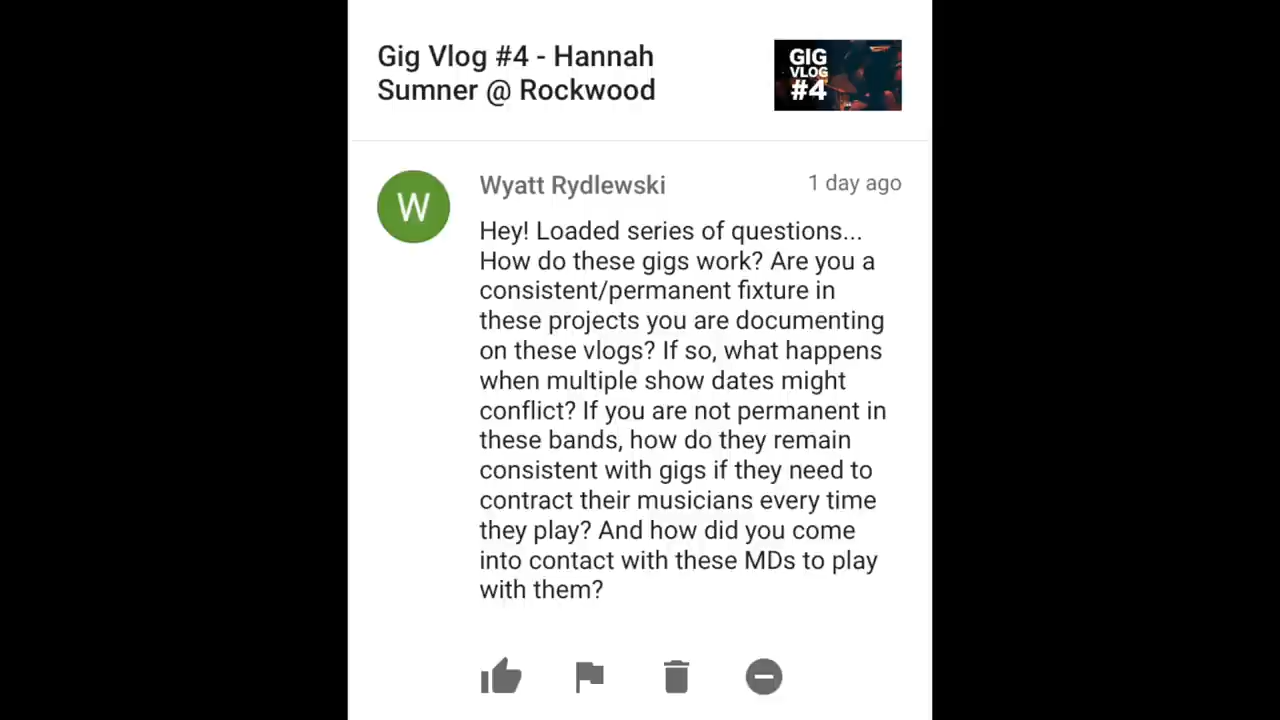 Gig Vlog #4 - Hannah
Sumner @ Rockwood
GIG
VLOG
#4
W
Wyatt Rydlewski
1 day ago
Hey! Loaded series of questions...
How do these gigs work? Are you a
consistent/permanent fixture in
these projects you are documenting
on these vlogs? If so, what happens
when multiple show dates might
conflict? If you are not permanent in
these bands, how do they remain
consistent with gigs if they need to
contract their musicians every time
they play? And how did you come
into contact with these MDs to play
with them?